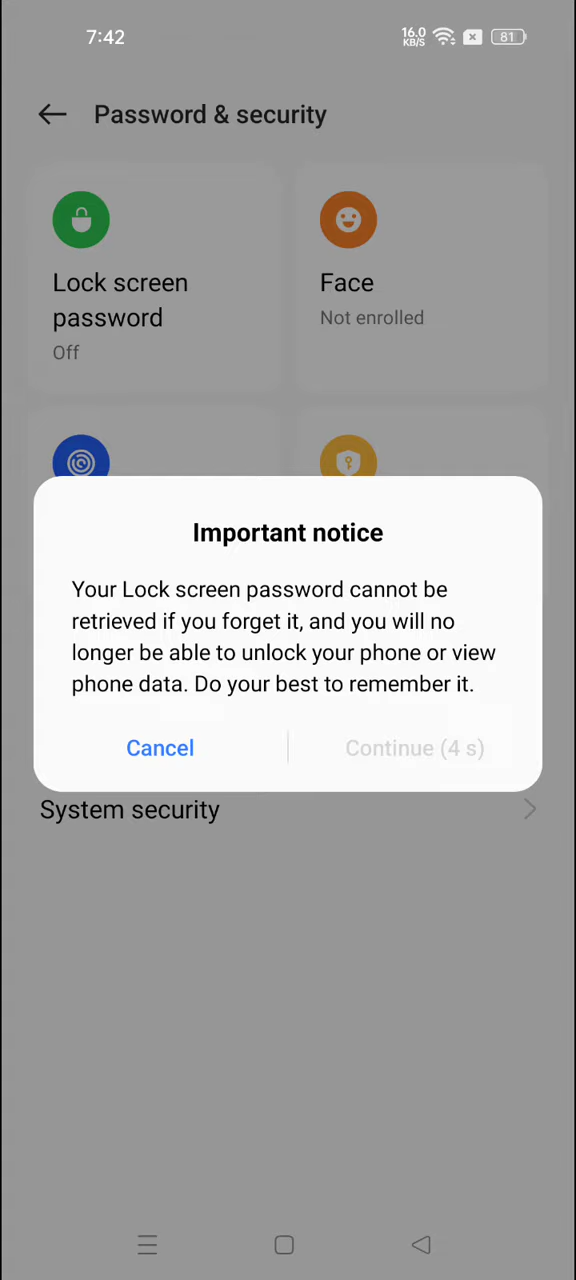 7:42
16.0
KB/S
81
Password & security
Lock screen
password
Off
Face
Not enrolled
Important notice
Your Lock screen password cannot be
retrieved if you forget it, and you will no
longer be able to unlock your phone or view
phone data. Do your best to remember it.
Cancel
Continue (4 s)
System security